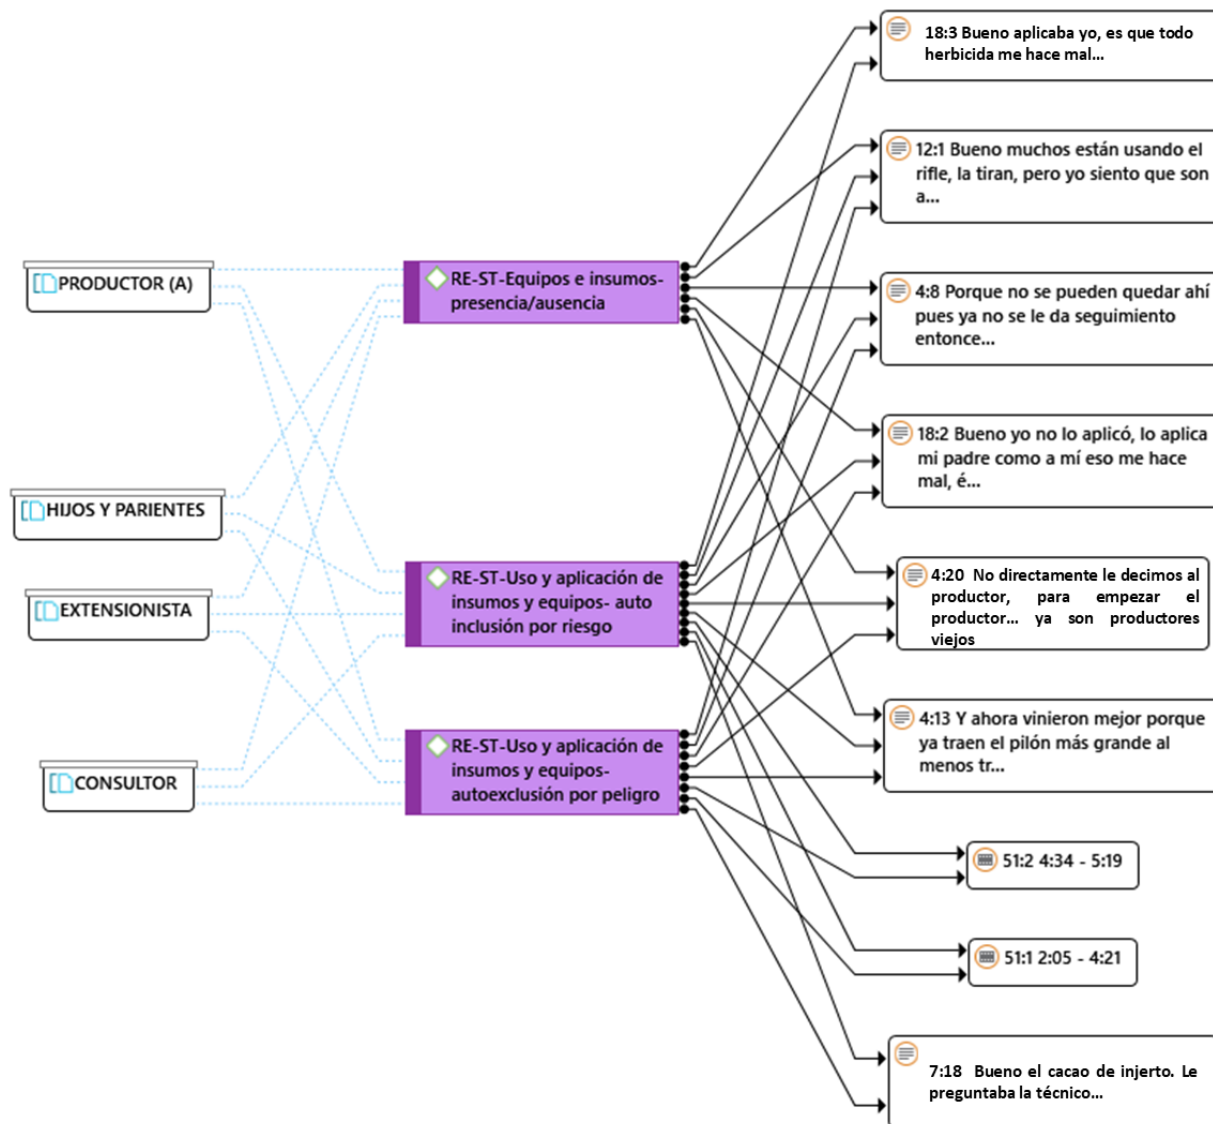 PRODUCTOR (A)
HIJOS Y PARIENTES
EXTENSIONISTA
CONSULTOR
RE-ST-Equipos e insumos-
presencia/ausencia
RE-ST-Uso y aplicación de
insumos y equipos- auto
inclusión por riesgo
RE-ST-Uso y aplicación de
insumos y equipos-
autoexclusión por peligro
18:3 Bueno aplicaba yo, es que todo
herbicida me hace mal...
12:1 Bueno muchos están usando el
rifle, la tiran, pero yo siento que son
a...
4:8 Porque no se pueden quedar ahí
pues ya no se le da seguimiento
entonce...
18:2 Bueno yo no lo aplicó, lo aplica
mi padre como a mí eso me hace
mal, é...
4:20 No directamente le decimos al
productor, para empezar el
productor... ya son productores
viejos
4:13 Y ahora vinieron mejor porque
ya traen el pilón más grande al
menos tr...
51:2 4:34 - 5:19
51:1 2:05 - 4:21
7:18 Bueno el cacao de injerto. Le
preguntaba la técnico...